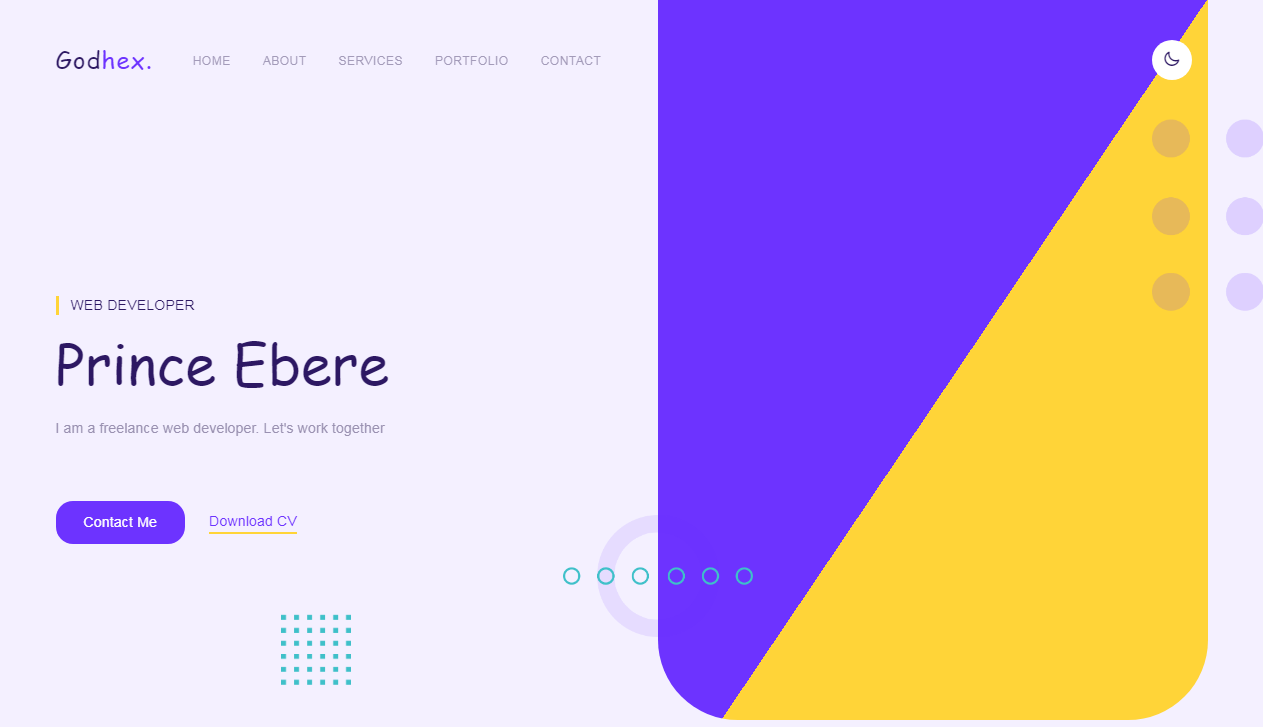 Godhex. HOME ABOUT SERVICES PORTFOLIO CONTACT
WEB DEVELOPER
Prince Ebere
I am a freelance web developer. Let's work together
Contact Me Download CV